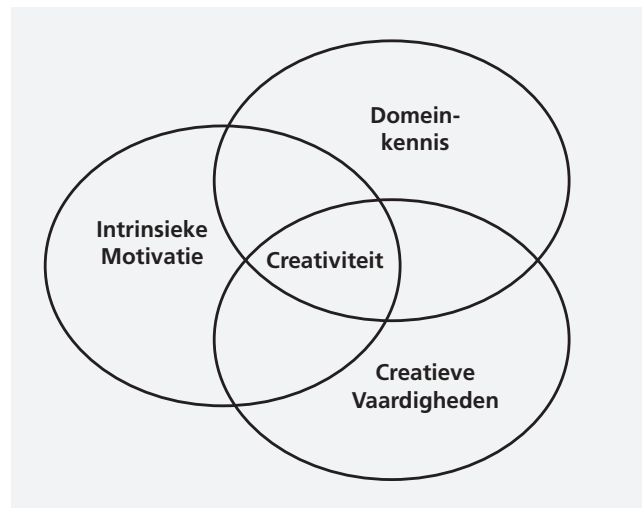 Domein-
kennis
Intrinsieke
Motivatie
Creativiteit
Creatieve
Vaardigheden